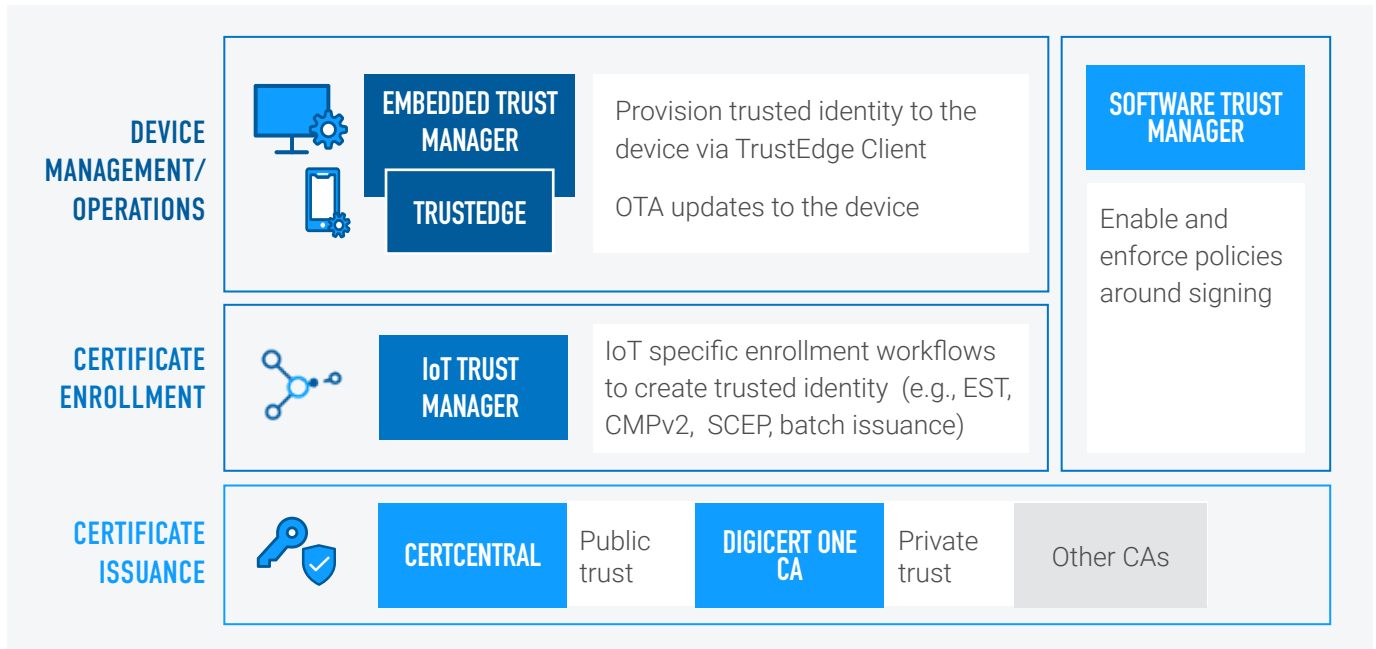 DEVICE
MANAGEMENT/
OPERATIONS
EMBEDDED TRUST
MANAGER
TRUSTEDGE
Provision trusted identity to the
device via TrustEdge Client
OTA updates to the device
SOFTWARE TRUST
MANAGER
Enable and
enforce policies
around signing
CERTIFICATE
ENROLLMENT
IoT TRUST
MANAGER
IoT specific enrollment workflows
to create trusted identity (e.g., EST,
CMPv2, SCEP, batch issuance)
CERTIFICATE
ISSUANCE
CERTCENTRAL
Public
trust
DIGICERT ONE
CA
Private
trust
Other CAs